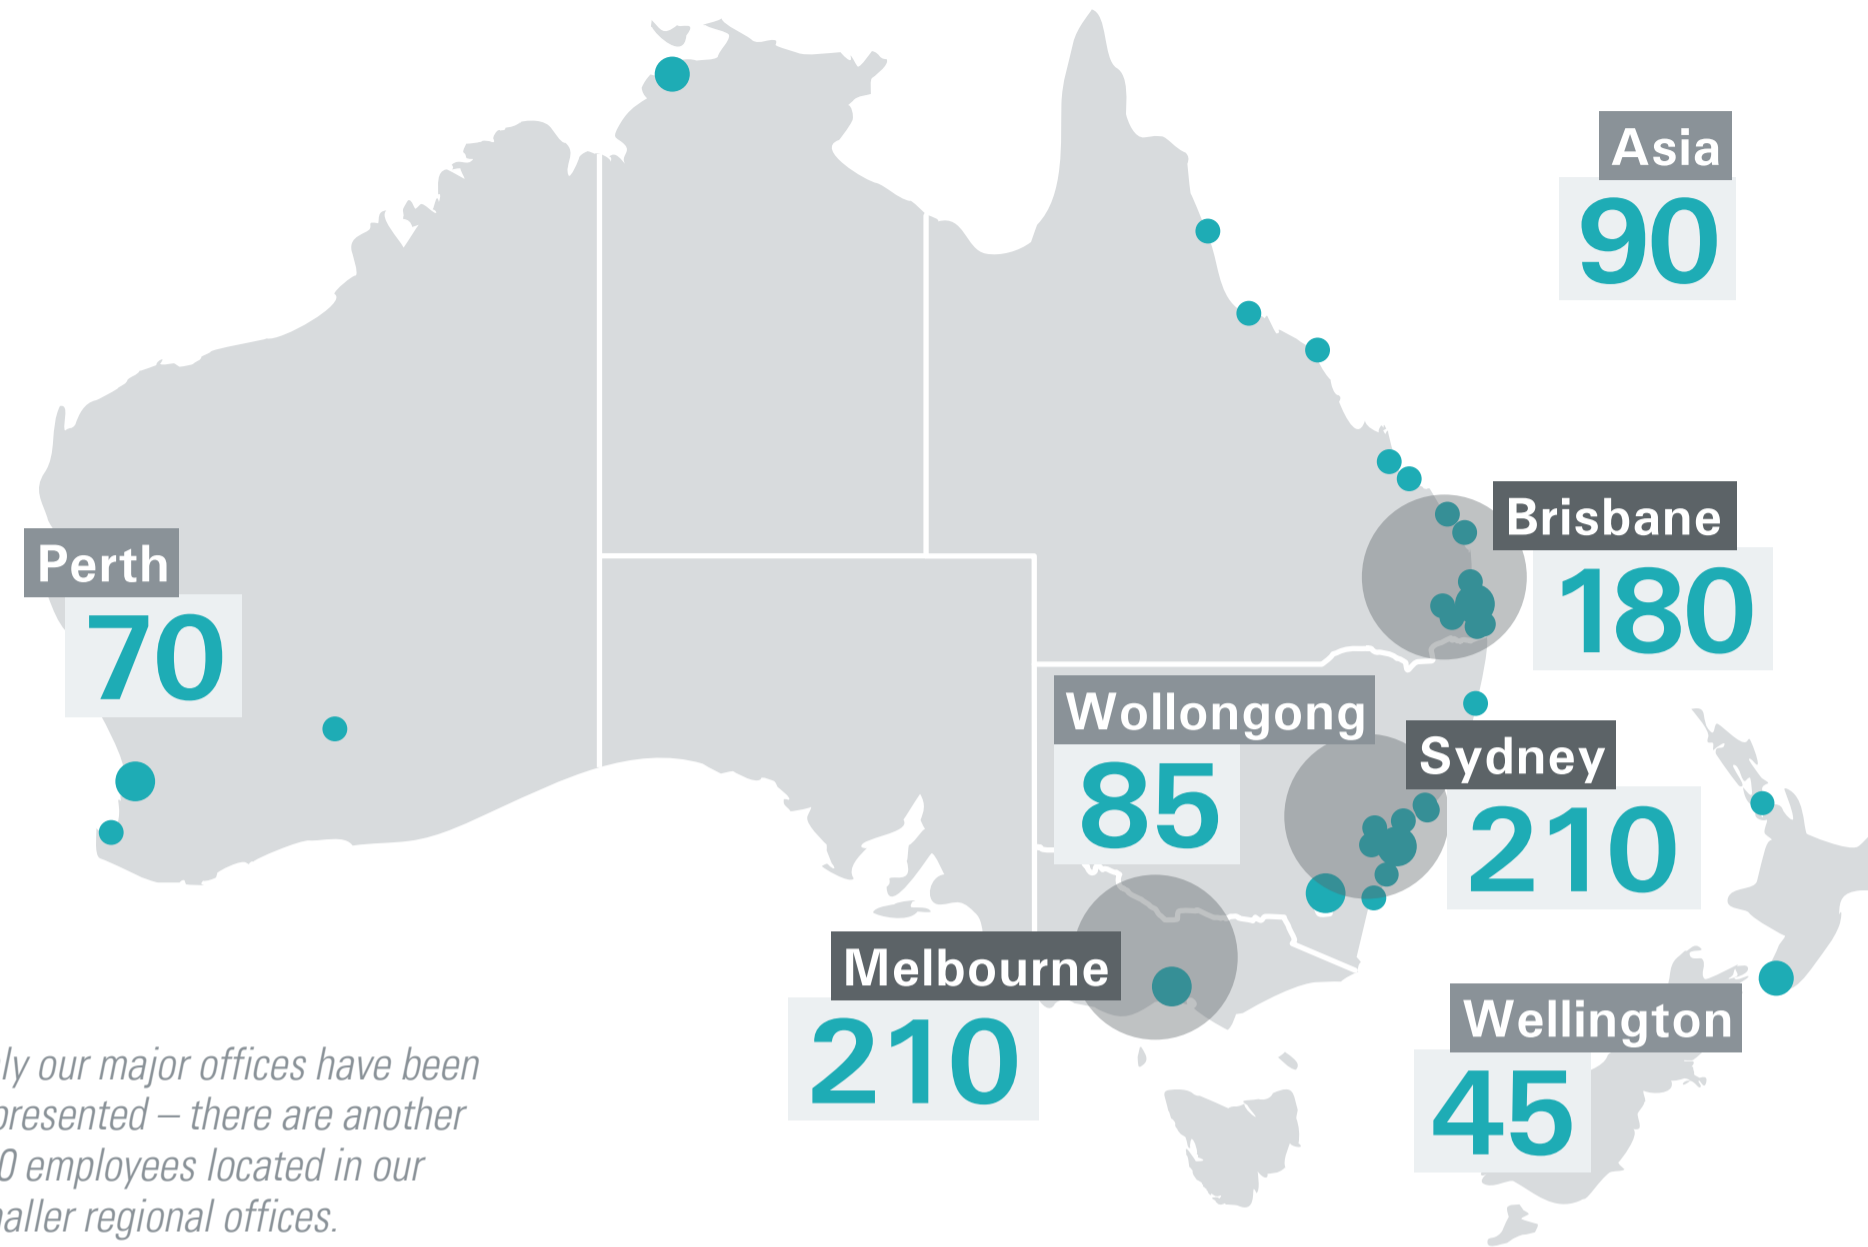 Asia
90
Brisbane
180
Perth
70
Wollongong
85
Sydney
210
Melbourne
210
Wellington
45
ly our major offices have been
presented – there are another
0 employees located in our
aller regional offices.